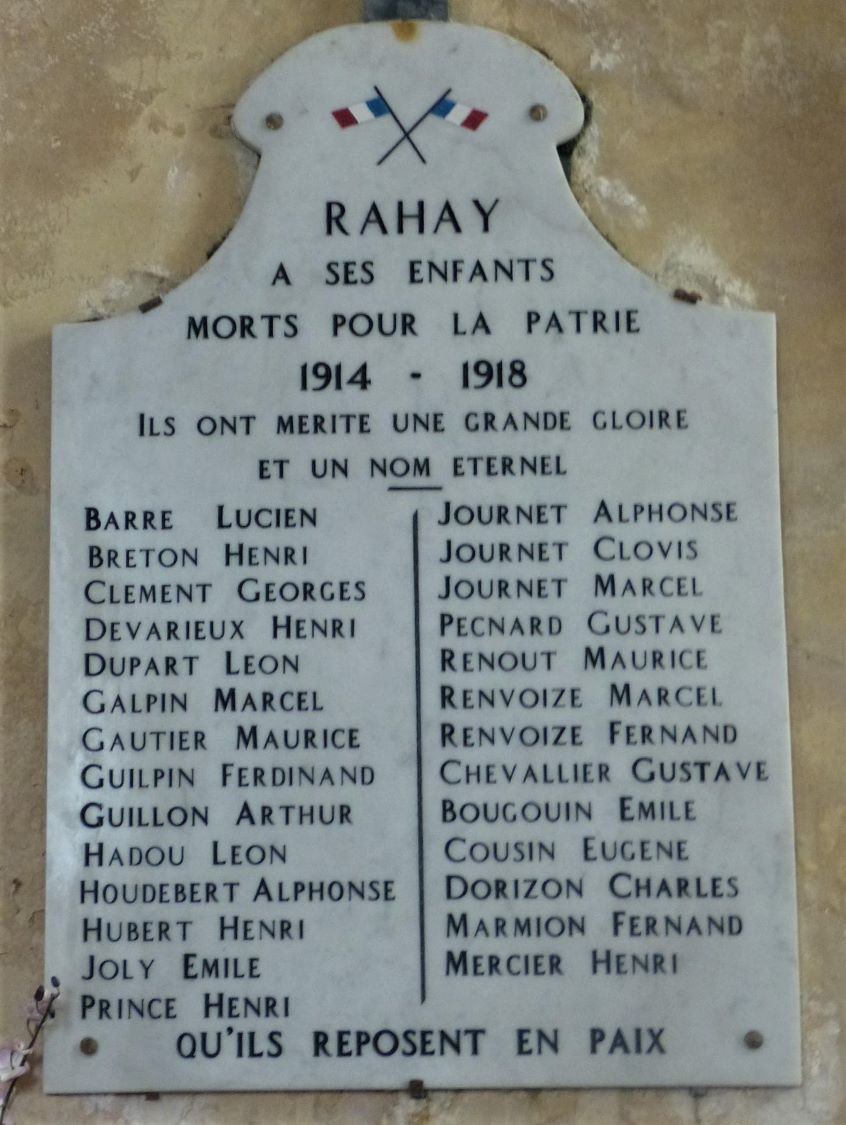 RAHAY
A SES ENFANTS
MORTS POUR LA PATRIE
1914 - 1918
ILS ONT MERITE UNE GRANDE GLOIRE
ET UN NOM ETERNEL
BARRE LUCIEN
BRETON HENRI
CLEMENT GEORGES
DEVARIEUX HENRI
DUPART LEON
GALPIN MARCEL
GAUTIER MAURICE
GUILPIN FERDINAND
GUILLON ARTHUR
HADOU LEON
HOUDEBERT ALPHONSE
HUBERT HENRI
JOLY EMILE
PRINCE HENRI
JOURNET ALPHONSE
JOURNET CLOVIS
JOURNET MARCEL
PECNARD GUSTAVE
RENOUT MAURICE
RENVOIZE MARCEL
RENVOIZE FERNAND
CHEVALLIER GUSTAVE
BOUGOUIN EMILE
COUSIN EUGENE
DORIZON CHARLES
MARMION FERNAND
MERCIER HENRI
QU'ILS REPOSENT EN PAIX